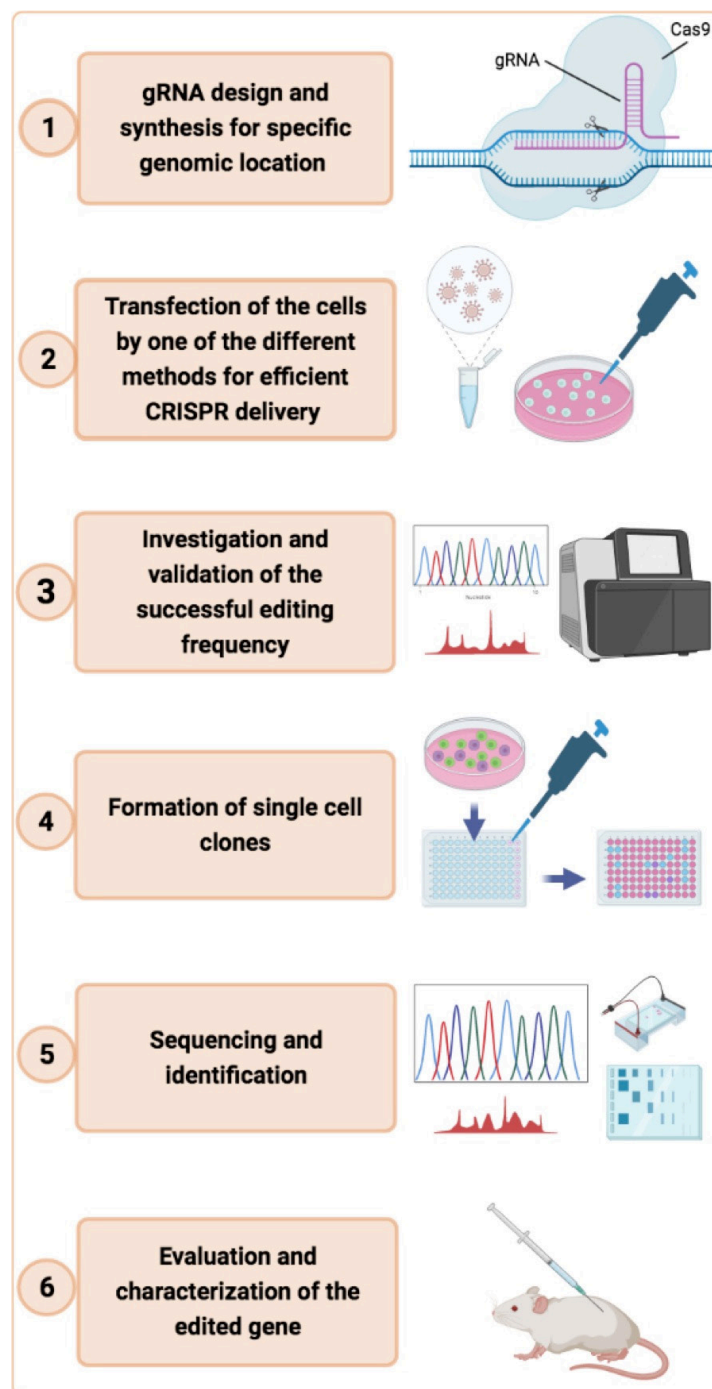 Cas9
gRNA
1
gRNA design and
synthesis for specific
genomic location
2
Transfection of the cells
by one of the different
methods for efficient
CRISPR delivery
3
Investigation and
validation of the
successful editing
frequency
1
Nucleotide
4
Formation of single cell
clones
5
Sequencing and
identification
6
Evaluation and
characterization of the
edited gene